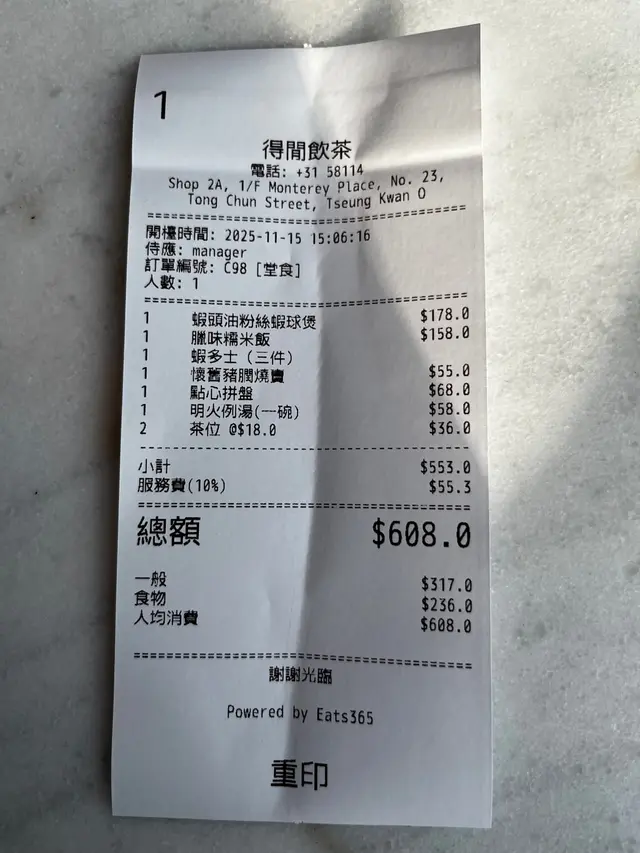 1
得閒飲茶
電話: +31 58114
Shop 2A, 1/F Monterey Place, No. 23,
Tong Chun Street, Tseung Kwan O
開檯時間: 2025-11-15 15:06:16
侍應: manager
訂單編號: C98 [堂食]
人數: 1
1 蝦頭油粉絲蝦球煲 $178.0
1 臘味糯米飯 $158.0
1 蝦多士 (三件)
1 懷舊豬膶燒賣 $55.0
1 點心拼盤 $68.0
1 明火例湯(一碗) $58.0
2 茶位 @$18.0 $36.0
小計 $553.0
服務費(10%) $55.3
總額 $608.0
一般 $317.0
食物 $236.0
人均消費 $608.0
謝謝光臨
Powered by Eats365
重印